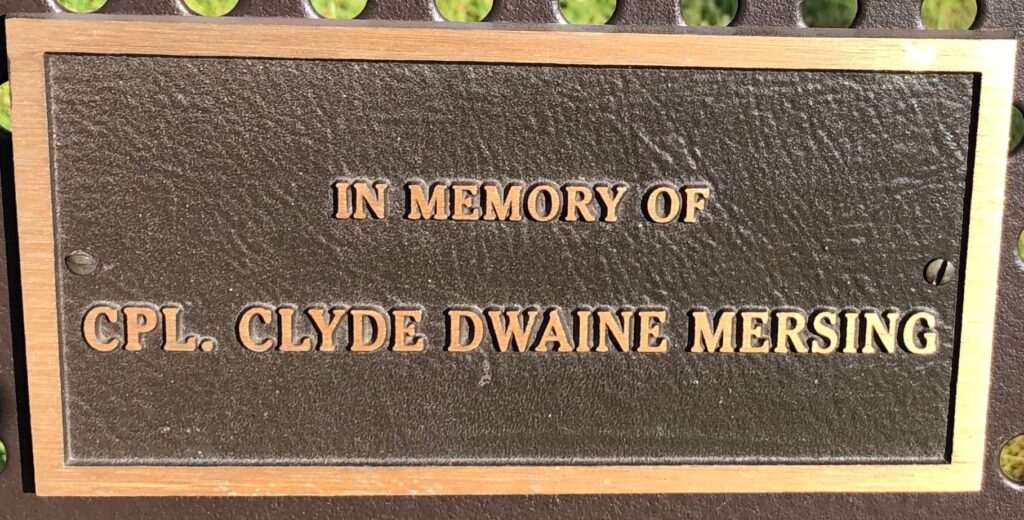 IN MEMORY OF
CPL. CLYDE DWAINE MERSING